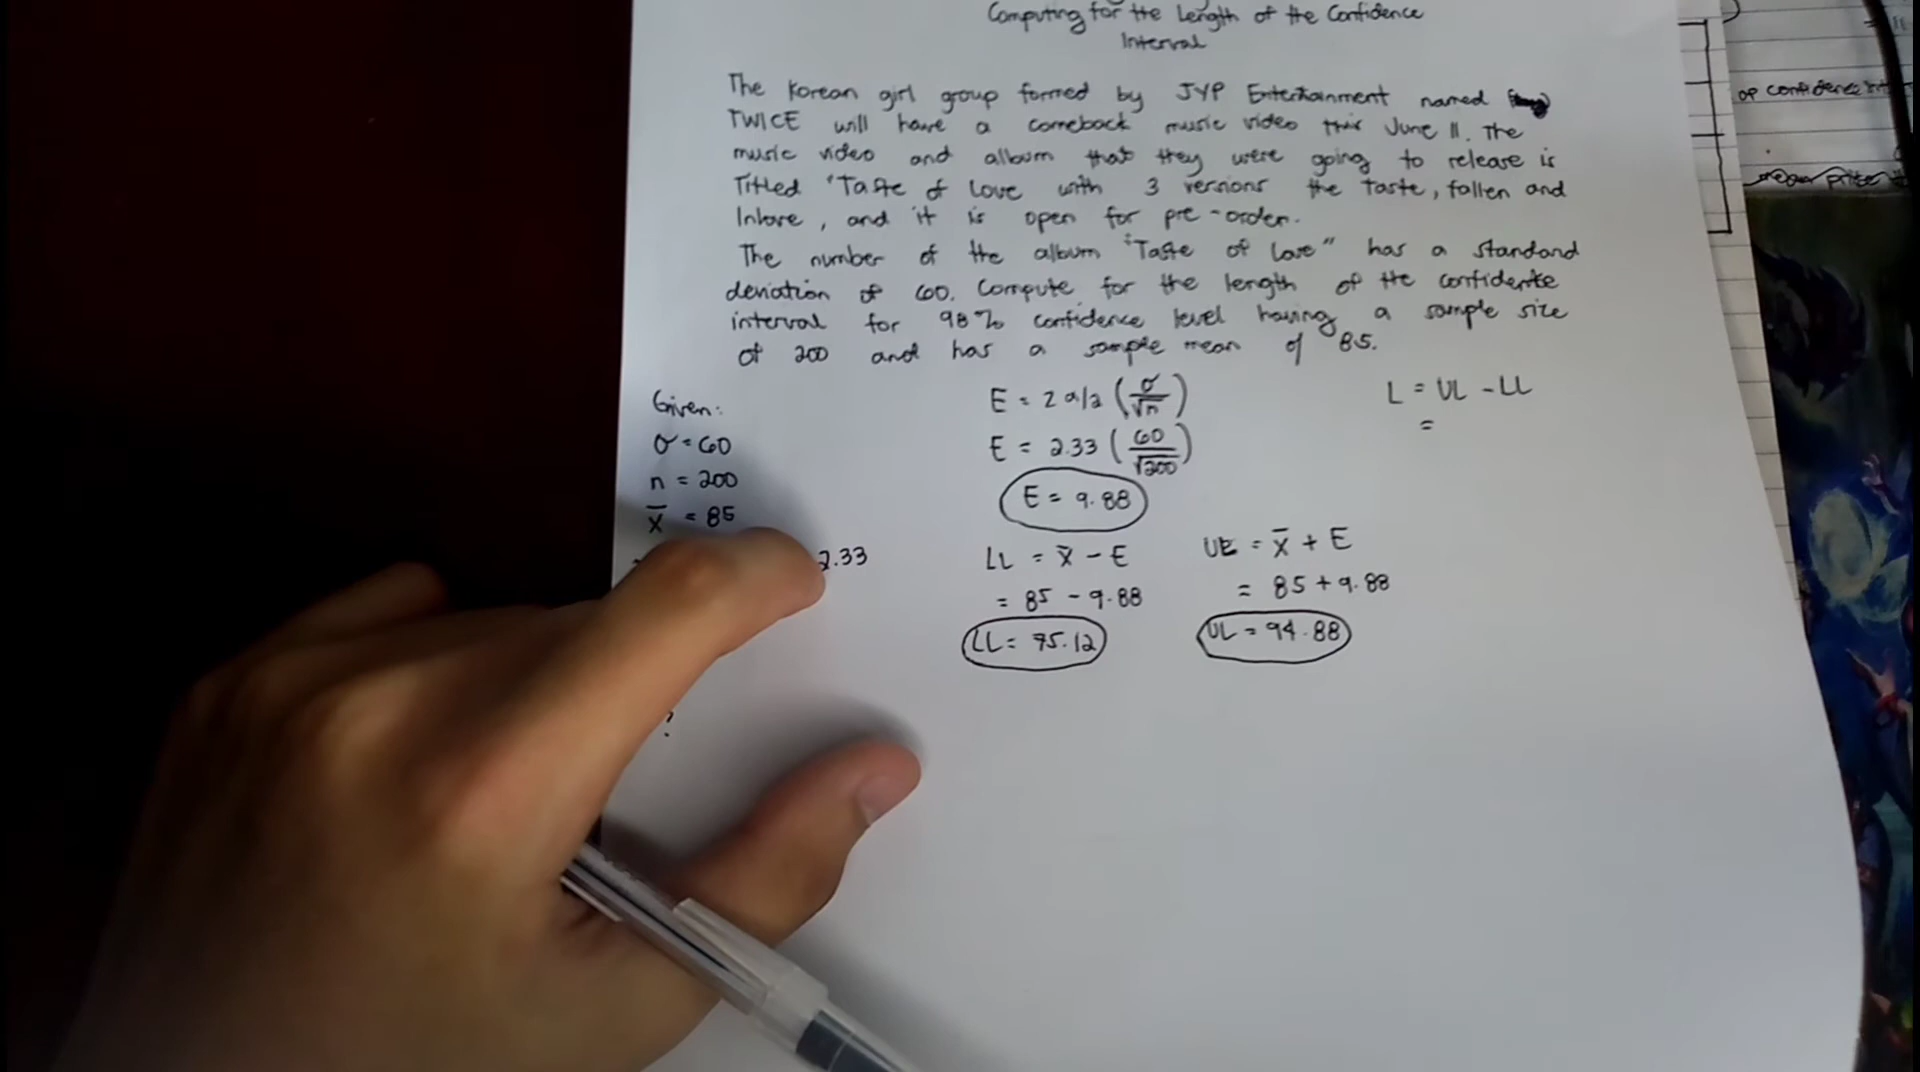 Computing for the Length of the Confidence
Interval
The Korean girl group formed by JYP Entertainment named
TWICE will have a comeback music video this June 11. The
music video and album that they were going to release is
Titled "Taste of Love with 3 versions the taste, fallen and
Inlove, and it is open for pre-order.
The number of the album "Taste of Love" has a standard
deviation of 60. Compute for the length of the confidence
interval for 98% confidence level having a sample size
of 200 and has a sample mean of 85.
Given:
σ = 60
n = 200
x̄ = 85
2.33
?
E = Z α/2 (σ/√n)
E = 2.33 (60/√200)
E = 9.88
LL = x̄ - E
= 85 - 9.88
LL = 75.12
UL = x̄ + E
= 85 + 9.88
UL = 94.88
L = UL - LL
=
of confidence int